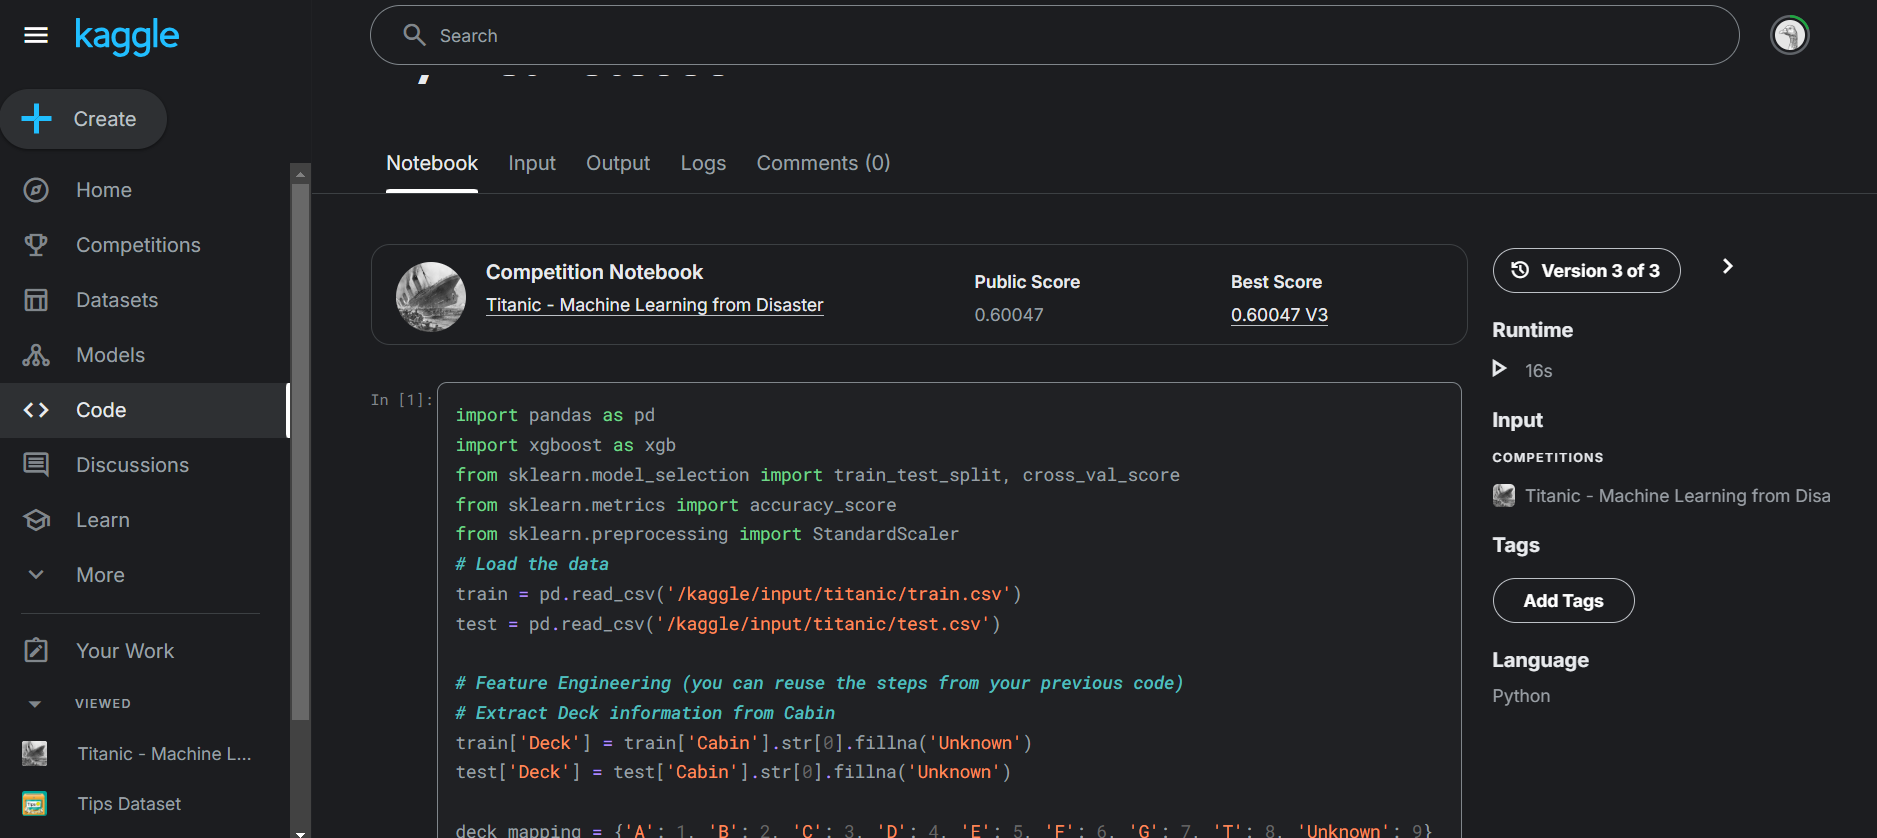 kaggle
Search
Create
Home
Competitions
Datasets
Models
Code
Discussions
Learn
More
Your Work
VIEWED
Titanic - Machine L...
Tips Dataset
Notebook Input Output Logs Comments (0)
Competition Notebook
Titanic - Machine Learning from Disaster
Public Score
0.60047
Best Score
0.60047 V3
In [1]:
import pandas as pd
import xgboost as xgb
from sklearn.model_selection import train_test_split, cross_val_score
from sklearn.metrics import accuracy_score
from sklearn.preprocessing import StandardScaler
# Load the data
train = pd.read_csv('/kaggle/input/titanic/train.csv')
test = pd.read_csv('/kaggle/input/titanic/test.csv')
# Feature Engineering (you can reuse the steps from your previous code)
# Extract Deck information from Cabin
train['Deck'] = train['Cabin'].str[0].fillna('Unknown')
test['Deck'] = test['Cabin'].str[0].fillna('Unknown')
deck_mapping = {'A': 1, 'B': 2, 'C': 3, 'D': 4, 'E': 5, 'F': 6, 'G': 7, 'T': 8, 'Unknown': 9}
Version 3 of 3
Runtime
16s
Input
COMPETITIONS
Titanic - Machine Learning from Disa
Tags
Add Tags
Language
Python